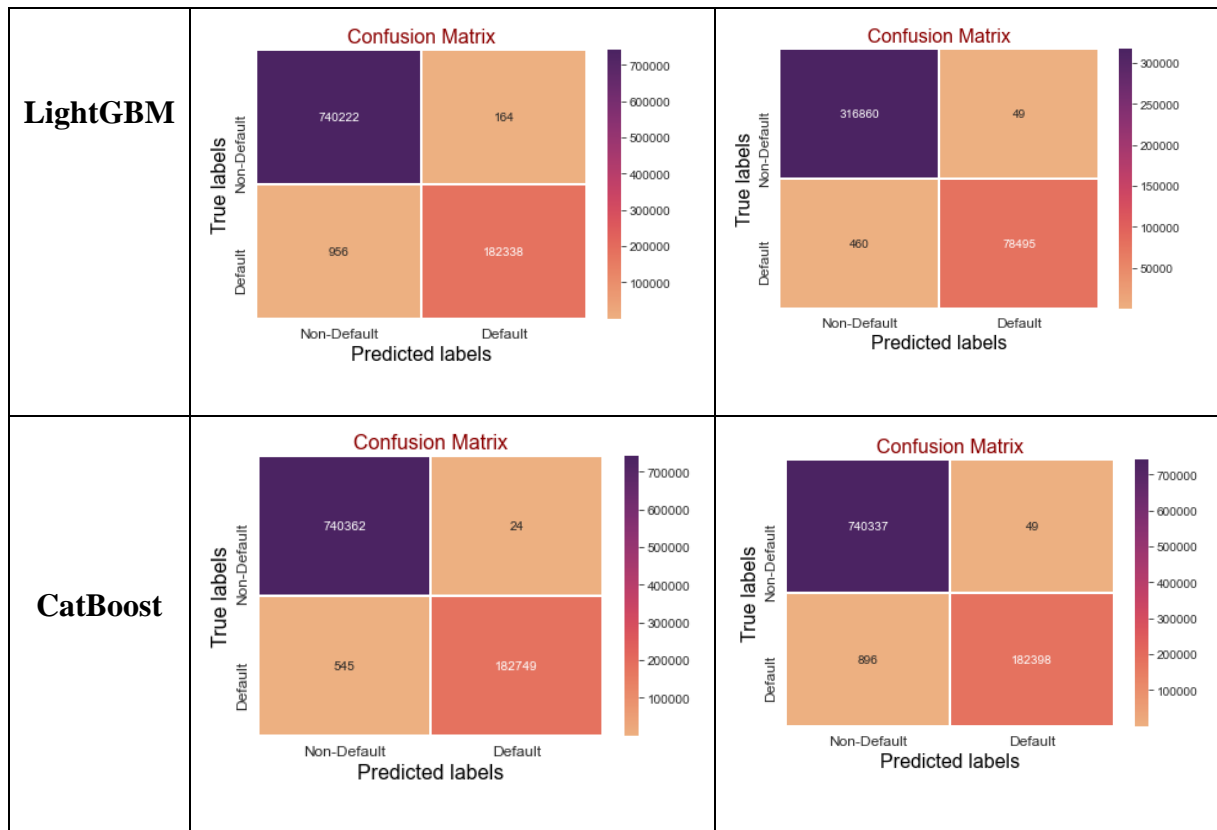 LightGBM
Confusion Matrix
True labels
Non-Default
Default
740222
164
956
182338
Non-Default
Default
Predicted labels
700000
600000
500000
400000
300000
200000
100000
Confusion Matrix
True labels
Non-Default
Default
316860
49
460
78495
Non-Default
Default
Predicted labels
300000
250000
200000
150000
100000
50000
CatBoost
Confusion Matrix
True labels
Non-Default
Default
740362
24
545
182749
Non-Default
Default
Predicted labels
700000
600000
500000
400000
300000
200000
100000
Confusion Matrix
True labels
Non-Default
Default
740337
49
896
182398
Non-Default
Default
Predicted labels
700000
600000
500000
400000
300000
200000
100000